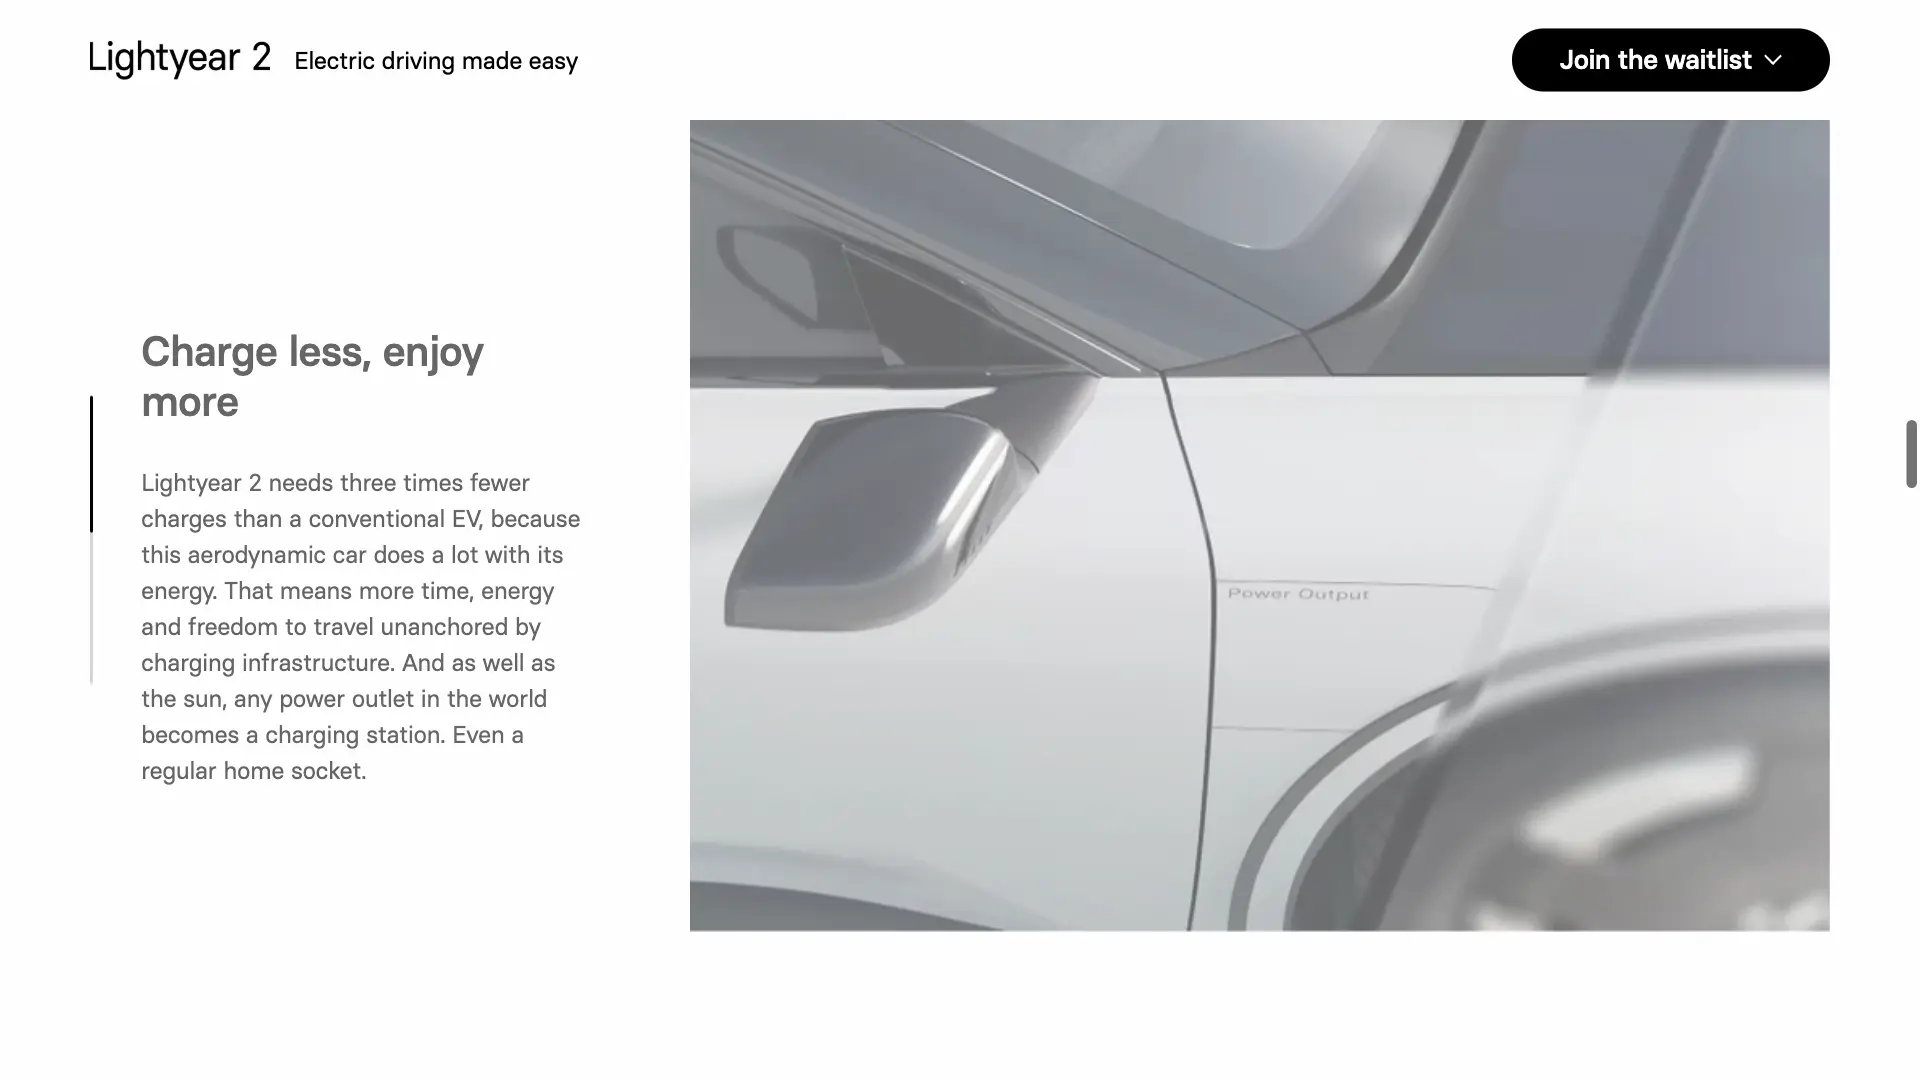 Lightyear 2 Electric driving made easy
Join the waitlist
Charge less, enjoy
more
Lightyear 2 needs three times fewer
charges than a conventional EV, because
this aerodynamic car does a lot with its
energy. That means more time, energy
and freedom to travel unanchored by
charging infrastructure. And as well as
the sun, any power outlet in the world
becomes a charging station. Even a
regular home socket.
Power Output